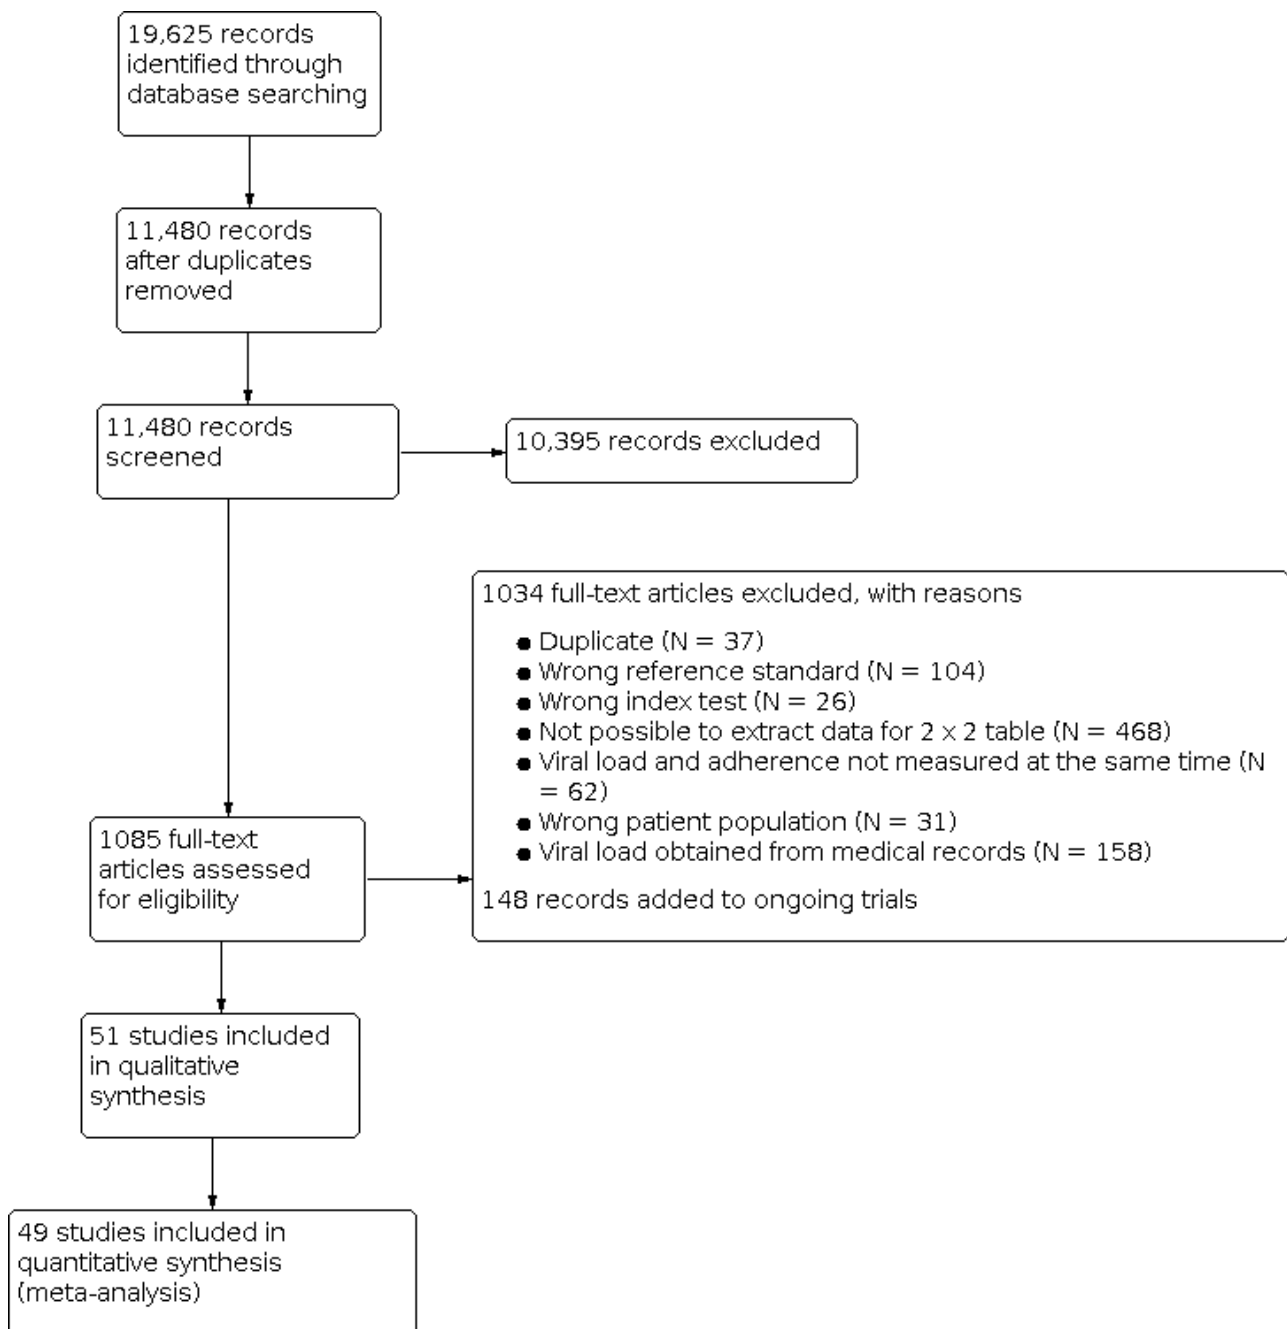 19,625 records
identified through
database searching
11,480 records
after duplicates
removed
11,480 records
screened
10,395 records excluded
1034 full-text articles excluded, with reasons
● Duplicate (N = 37)
● Wrong reference standard (N = 104)
● Wrong index test (N = 26)
● Not possible to extract data for 2 x 2 table (N = 468)
● Viral load and adherence not measured at the same time (N
= 62)
● Wrong patient population (N = 31)
● Viral load obtained from medical records (N = 158)
148 records added to ongoing trials
1085 full-text
articles assessed
for eligibility
51 studies included
in qualitative
synthesis
49 studies included in
quantitative synthesis
(meta-analysis)